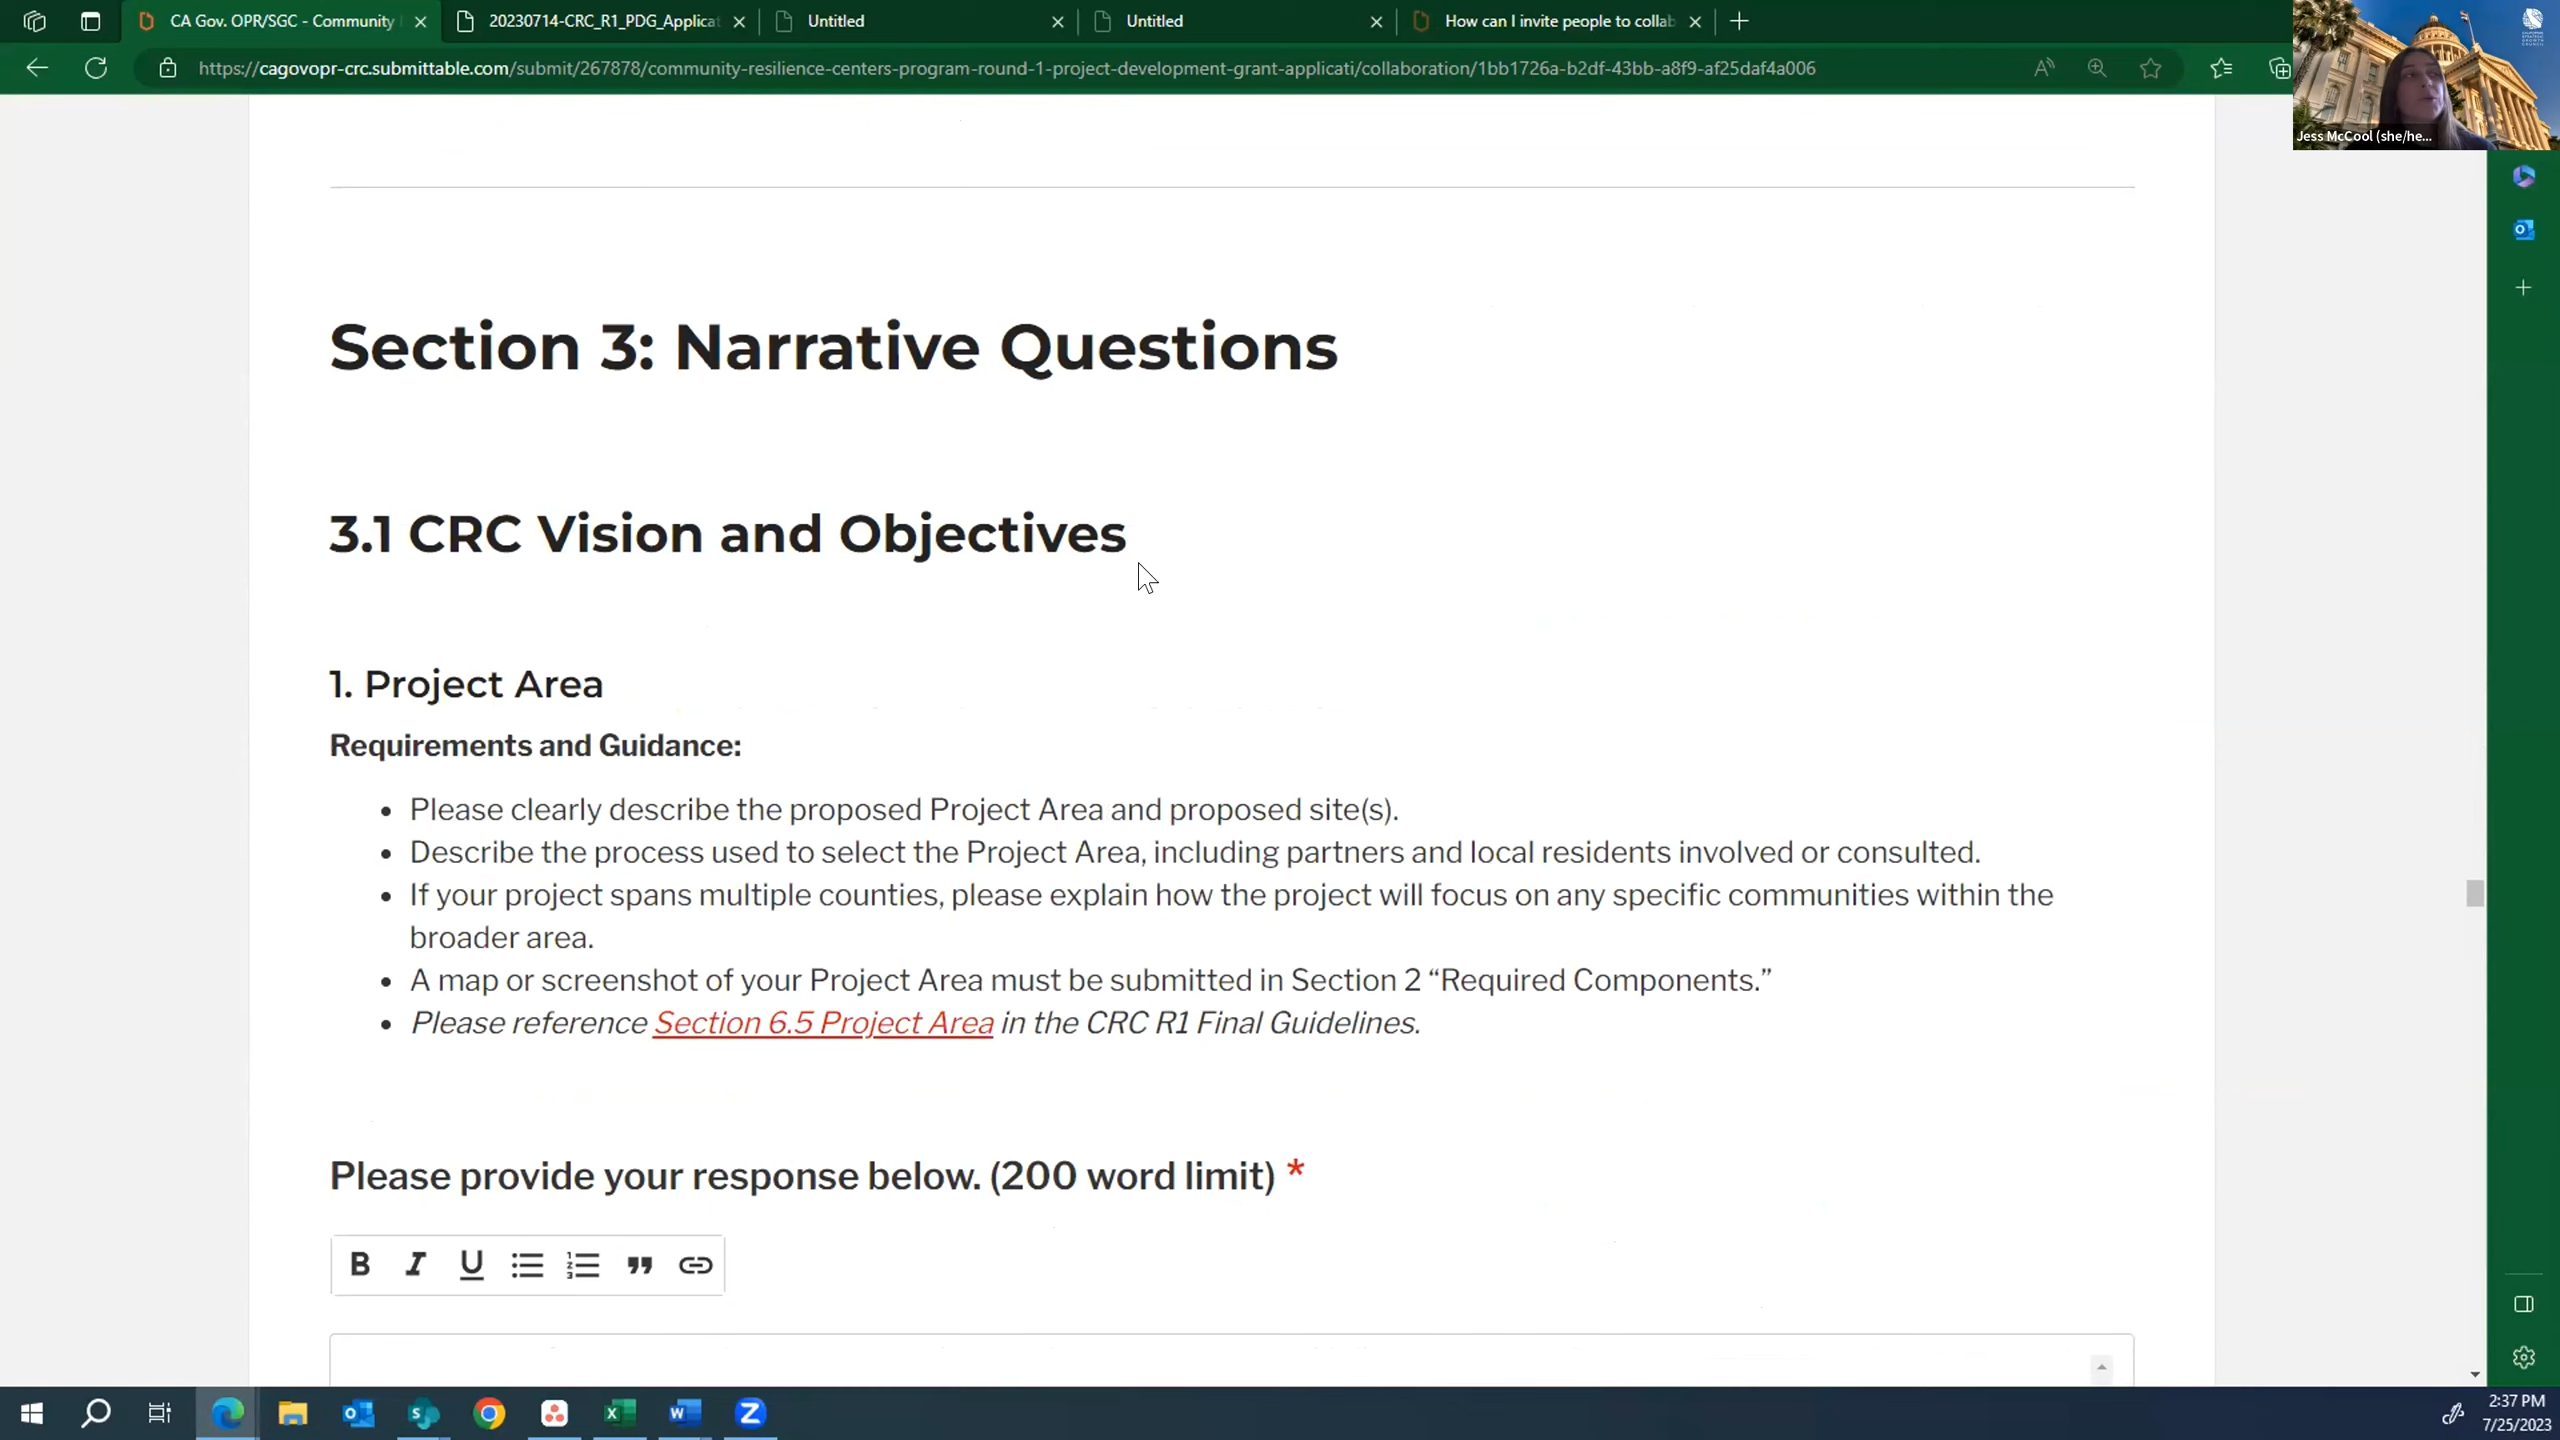 CA Gov. OPR/SGC - Community
20230714-CRC_R1_PDG_Applicat
Untitled
Untitled
How can I invite people to collab
https://cagovopr-crc.submittable.com/submit/267878/community-resilience-centers-program-round-1-project-development-grant-applicati/collaboration/1bb1726a-b2df-43bb-a8f9-af25daf4a006
Jess McCool (she/he...
Section 3: Narrative Questions
3.1 CRC Vision and Objectives
1. Project Area
Requirements and Guidance:
• Please clearly describe the proposed Project Area and proposed site(s).
• Describe the process used to select the Project Area, including partners and local residents involved or consulted.
• If your project spans multiple counties, please explain how the project will focus on any specific communities within the
broader area.
• A map or screenshot of your Project Area must be submitted in Section 2 “Required Components.”
• Please reference Section 6.5 Project Area in the CRC R1 Final Guidelines.
Please provide your response below. (200 word limit) *
2:37 PM
7/25/2023